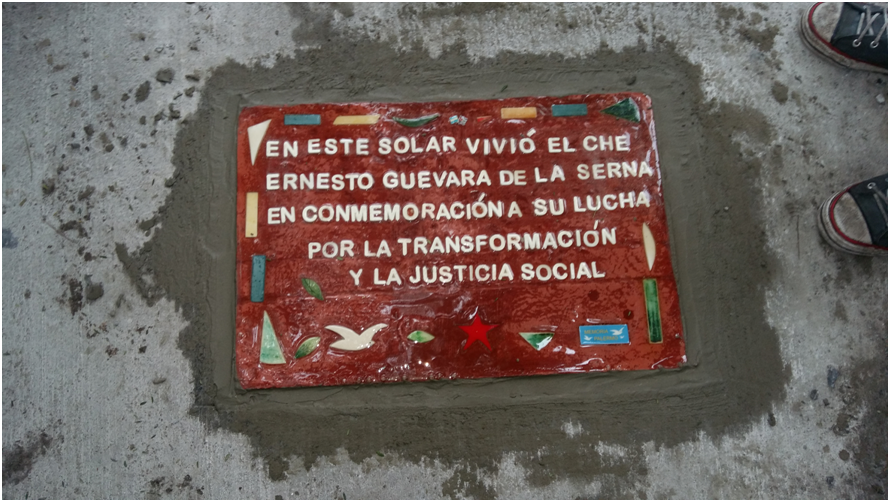 EN ESTE SOLAR VIVIÓ EL CHE
ERNESTO GUEVARA DE LA SERNA
EN CONMEMORACIÓN A SU LUCHA
POR LA TRANSFORMACIÓN
Y LA JUSTICIA SOCIAL